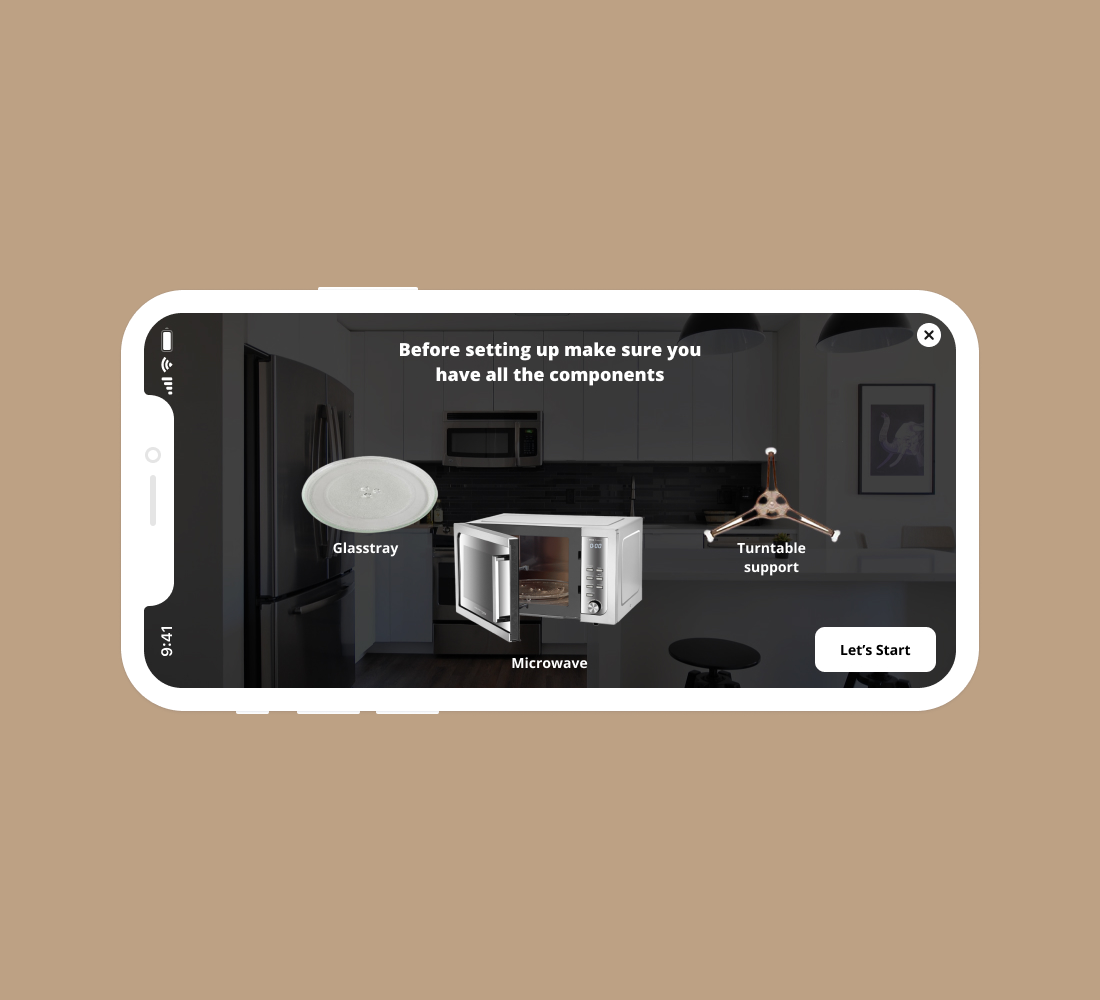 Before setting up make sure you
have all the components
Glasstray
Turntable
support
Microwave
Let’s Start
9:41